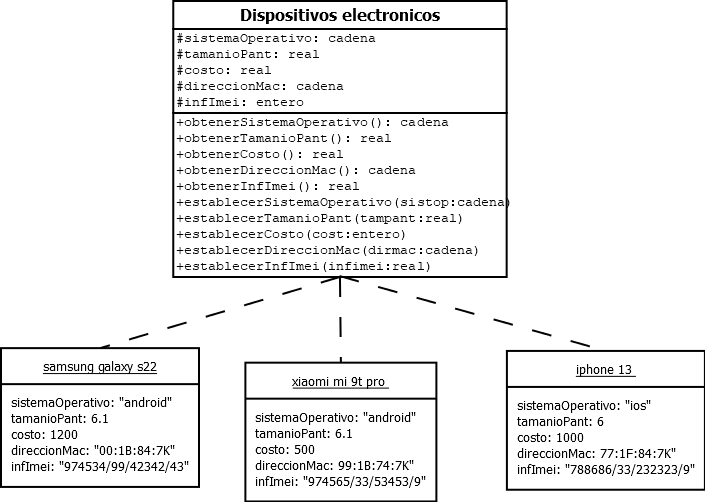 Dispositivos electronicos
#sistemaOperativo: cadena
#tamanioPant: real
#costo: real
#direccionMac: cadena
#infImei: entero
+obtenerSistemaOperativo(): cadena
+obtenerTamanioPant(): real
+obtenerCosto(): real
+obtenerDireccionMac(): cadena
+obtenerInfImei(): real
+establecerSistemaOperativo(sistop:cadena)
+establecerTamanioPant(tampant:real)
+establecerCosto(cost:entero)
+establecerDireccionMac(dirmac:cadena)
+establecerInfImei(infimei:real)
samsung galaxy s22
sistemaOperativo: "android"
tamanioPant: 6.1
costo: 1200
direccionMac: "00:1B:84:7K"
infImei: "974534/99/42342/43"
xiaomi mi 9t pro
sistemaOperativo: "android"
tamanioPant: 6.1
costo: 500
direccionMac: 99:1B:74:7K"
infImei: "974565/33/53453/9"
iphone 13
sistemaOperativo: "ios"
tamanioPant: 6
costo: 1000
direccionMac: 77:1F:84:7K"
infImei: "788686/33/232323/9"